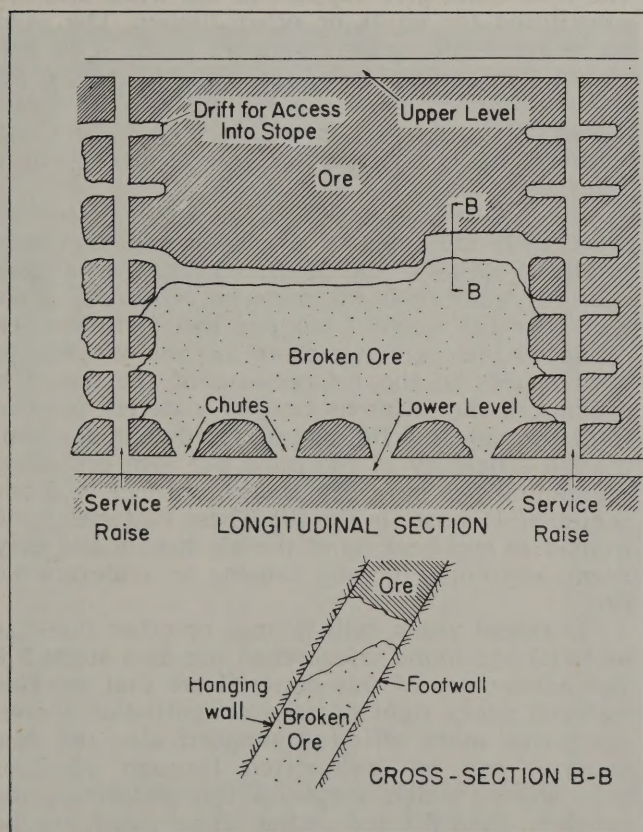 Drift for Access
Into Stope
Upper Level
Ore
B
B
Broken Ore
Chutes
Lower Level
Service
Raise
Service
Raise
LONGITUDINAL SECTION
Ore
Hanging
wall
Footwall
Broken
Ore
CROSS-SECTION B-B